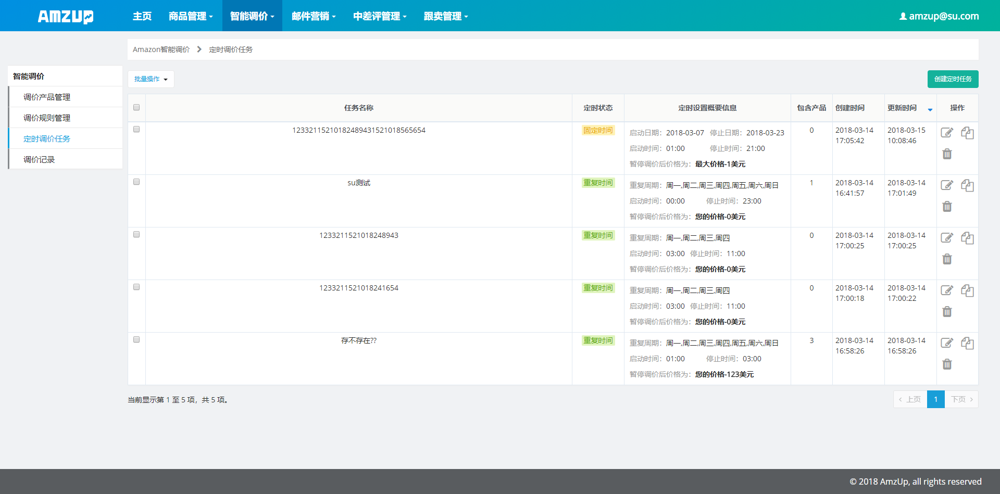 AMZUP 主页 商品管理 智能调价 邮件营销 中差评管理 跟卖管理 amzup@su.com
Amazon智能调价 定时调价任务
智能调价
调价产品管理
调价规则管理
定时调价任务
调价记录
批量操作 创建定时任务
任务名称 定时状态 定时设置概要信息 包含产品 创建时间 更新时间 操作
12332115210182489431521018565654 固定时间 启动日期：2018-03-07 停止日期：2018-03-23 0 2018-03-14 2018-03-15
17:05:42 10:08:46
启动时间：01:00 停止时间：21:00
暂停调价后价格为：最大价格-1美元
su测试 重复时间 重复周期：周一,周二,周三,周四,周五,周六,周日 1 2018-03-14 2018-03-14
16:41:57 17:01:49
启动时间：00:00 停止时间：23:00
暂停调价后价格为：您的价格-0美元
1233211521018248943 重复时间 重复周期：周一,周二,周三,周四 0 2018-03-14 2018-03-14
17:00:25 17:00:25
启动时间：03:00 停止时间：11:00
暂停调价后价格为：您的价格-0美元
1233211521018241654 重复时间 重复周期：周一,周二,周三,周四 0 2018-03-14 2018-03-14
17:00:18 17:00:22
启动时间：03:00 停止时间：11:00
暂停调价后价格为：您的价格-0美元
存不存在?? 重复时间 重复周期：周一,周二,周三,周四,周五,周六,周日 3 2018-03-14 2018-03-14
16:58:26 16:58:26
启动时间：01:00 停止时间：03:00
暂停调价后价格为：您的价格-123美元
当前显示第 1 至 5 项，共 5 项。 ‹ 上页 1 下页 ›
© 2018 AmzUp, all rights reserved